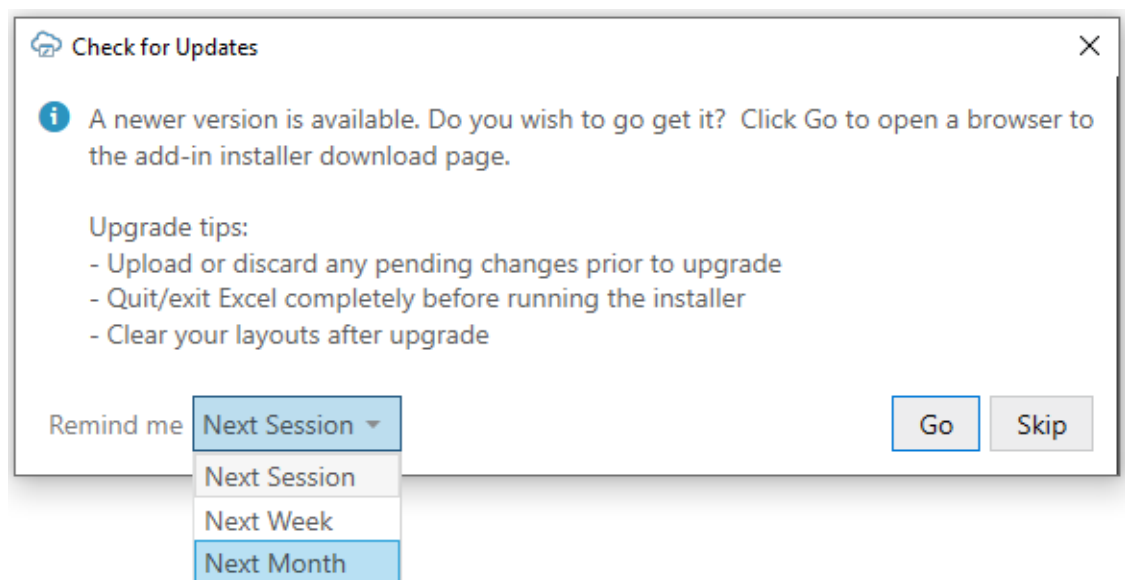 Check for Updates
A newer version is available. Do you wish to go get it?  Click Go to open a browser to
the add-in installer download page.
Upgrade tips:
- Upload or discard any pending changes prior to upgrade
- Quit/exit Excel completely before running the installer
- Clear your layouts after upgrade
Remind me Next Session Go Skip
Next Session
Next Week
Next Month